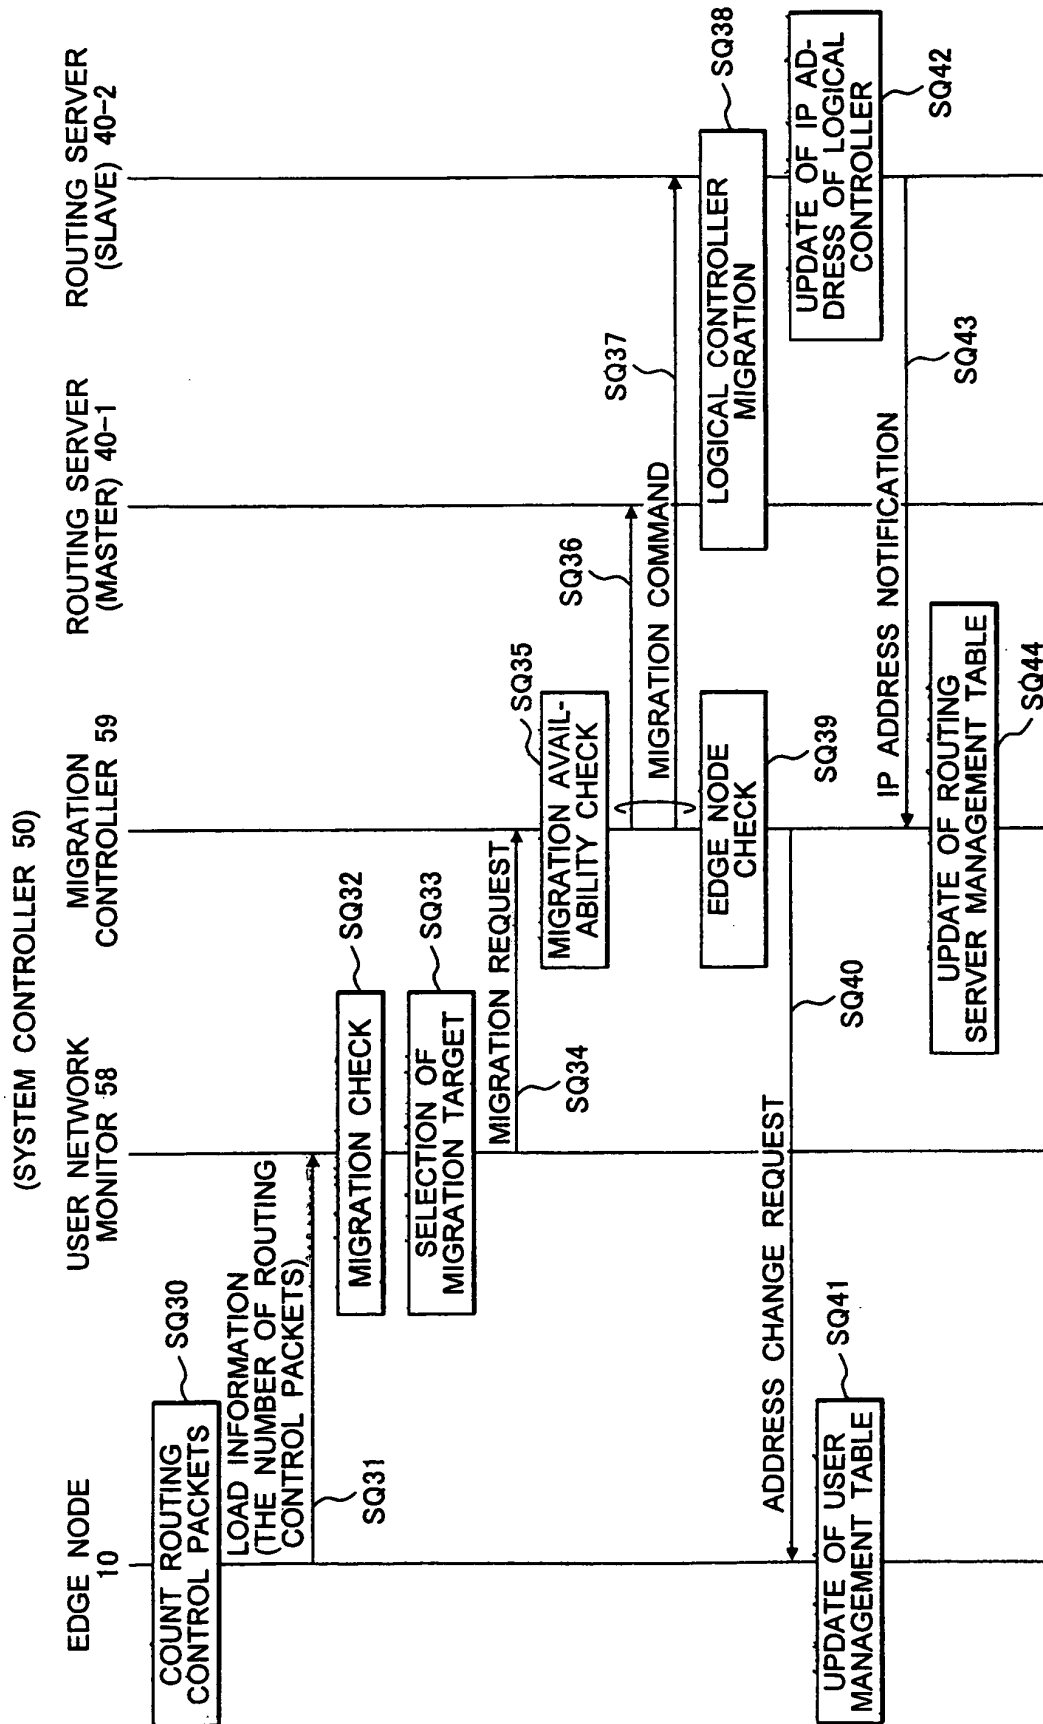 (SYSTEM CONTROLLER 50)
EDGE NODE
10
USER NETWORK
MONITOR 58
MIGRATION
CONTROLLER 59
ROUTING SERVER
(MASTER) 40-1
ROUTING SERVER
(SLAVE) 40-2
COUNT ROUTING
CONTROL PACKETS
SQ30
LOAD INFORMATION
(THE NUMBER OF ROUTING
CONTROL PACKETS)
SQ31
MIGRATION CHECK
SQ32
SELECTION OF
MIGRATION TARGET
SQ33
MIGRATION REQUEST
SQ34
MIGRATION AVAIL-
ABILITY CHECK
SQ35
SQ36
MIGRATION COMMAND
SQ37
LOGICAL CONTROLLER
MIGRATION
SQ38
EDGE NODE
CHECK
SQ39
ADDRESS CHANGE REQUEST
SQ40
UPDATE OF USER
MANAGEMENT TABLE
SQ41
UPDATE OF IP AD-
DRESS OF LOGICAL
CONTROLLER
SQ42
IP ADDRESS NOTIFICATION
SQ43
UPDATE OF ROUTING
SERVER MANAGEMENT TABLE
SQ44